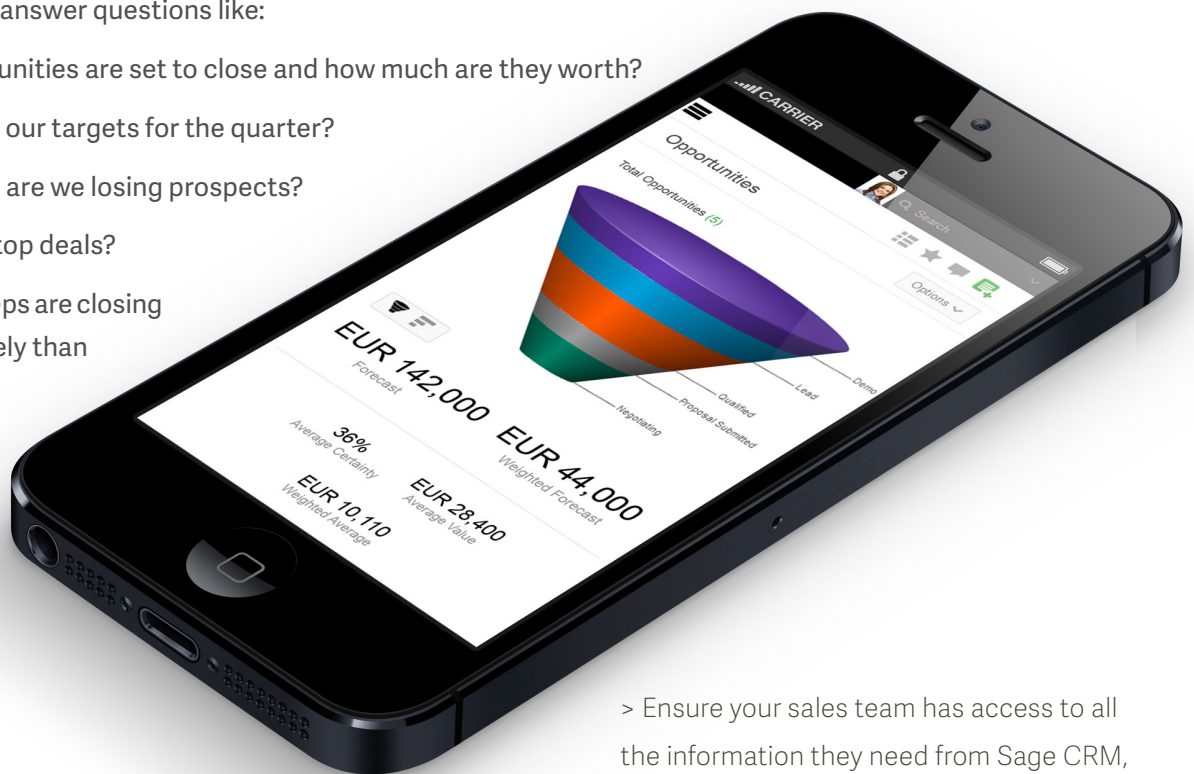 answer questions like:
unities are set to close and how much are they worth?
our targets for the quarter?
are we losing prospects?
top deals?
eps are closing
ely than
CARRIER
Search
Opportunities
Total Opportunities (5)
Options
Demo
Lead
Qualified
Proposal Submitted
Negotiating
EUR 142,000
Forecast
EUR 44,000
Weighted Forecast
36%
Average Certainty
EUR 28,400
Average Value
EUR 10,110
Weighted Average
> Ensure your sales team has access to all
the information they need from Sage CRM,